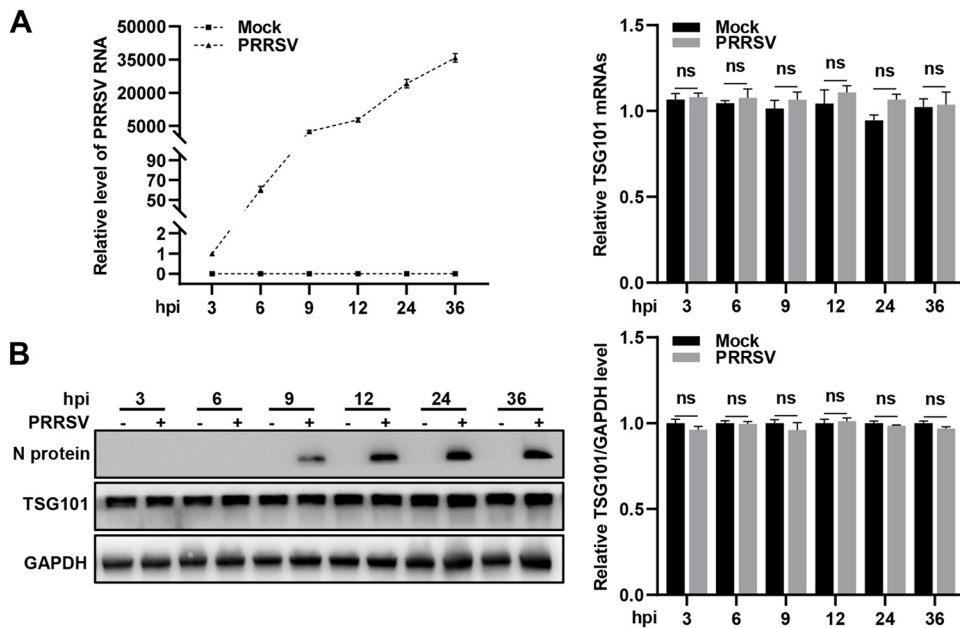 A
Relative level of PRRSV RNA
50000
35000
20000
5000
90
70
50
2
1
0
Mock
PRRSV
hpi 3 6 9 12 24 36
Relative TSG101 mRNAs
1.5
1.0
0.5
0.0
Mock
PRRSV
ns ns ns ns ns ns
hpi 3 6 9 12 24 36
B
hpi 3 6 9 12 24 36
PRRSV - + - + - + - + - + - +
N protein
TSG101
GAPDH
Relative TSG101/GAPDH level
1.5
1.0
0.5
0.0
Mock
PRRSV
ns ns ns ns ns ns
hpi 3 6 9 12 24 36